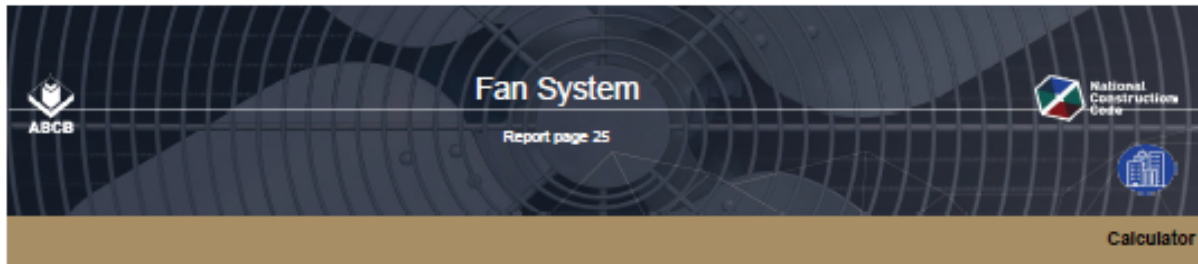 Fan System
National
Construction
Code
ABCB
Report page 25
Calculator